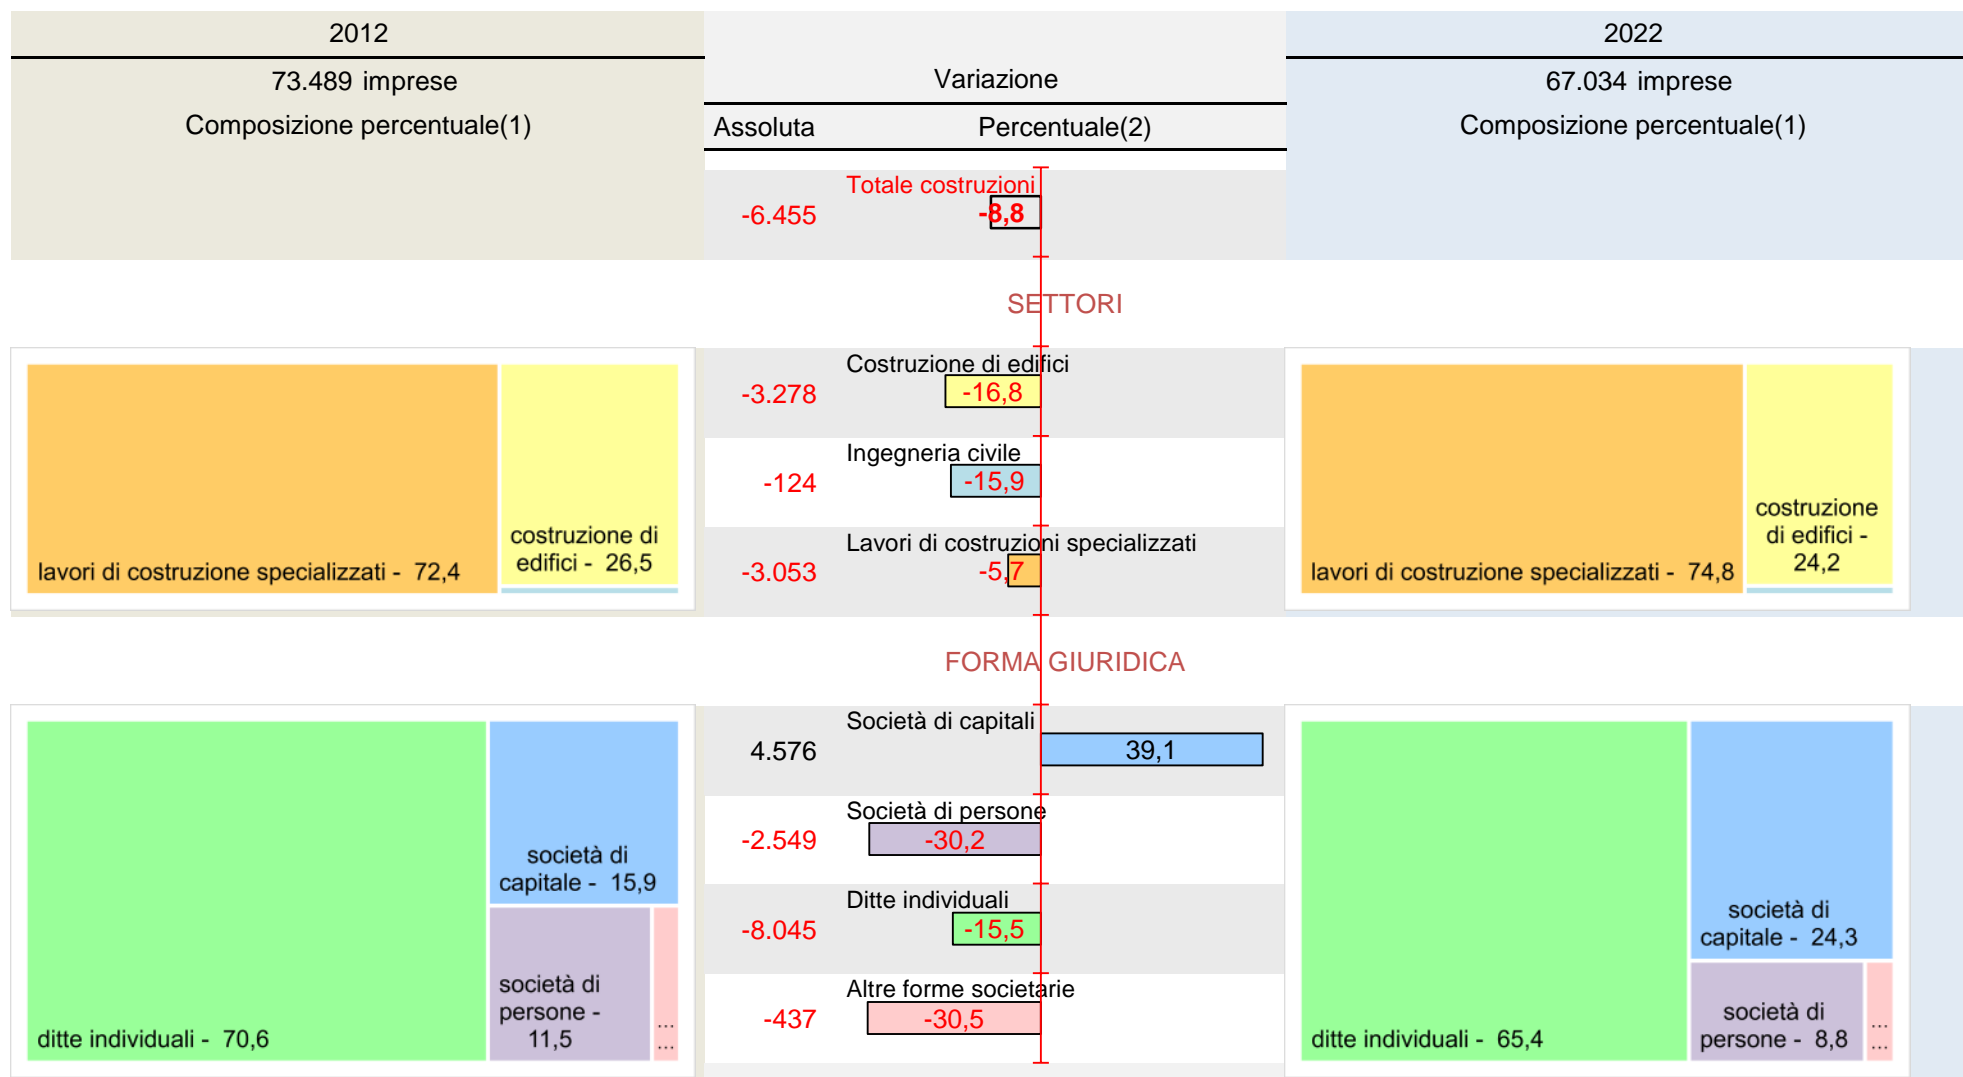 2012
2022
73.489 imprese
Variazione
67.034 imprese
Composizione percentuale(1)
Assoluta
Percentuale(2)
Composizione percentuale(1)
Totale costruzioni
-6.455
-8,8
SETTORI
Costruzione di edifici
-3.278
-16,8
Ingegneria civile
-124
-15,9
Lavori di costruzioni specializzati
-3.053
-5,7
lavori di costruzione specializzati - 72,4
costruzione di
edifici - 26,5
lavori di costruzione specializzati - 74,8
costruzione
di edifici -
24,2
FORMA GIURIDICA
Società di capitali
4.576
39,1
Società di persone
-2.549
-30,2
Ditte individuali
-8.045
-15,5
Altre forme societarie
-437
-30,5
ditte individuali - 70,6
società di
capitale - 15,9
società di
persone -
11,5
...
...
ditte individuali - 65,4
società di
capitale - 24,3
società di
persone - 8,8
...
...